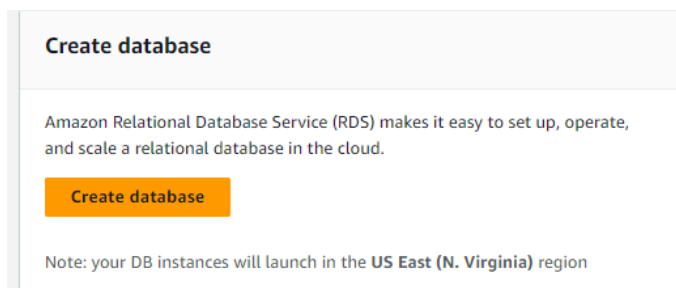 Create database
Amazon Relational Database Service (RDS) makes it easy to set up, operate,
and scale a relational database in the cloud.
Create database
Note: your DB instances will launch in the US East (N. Virginia) region